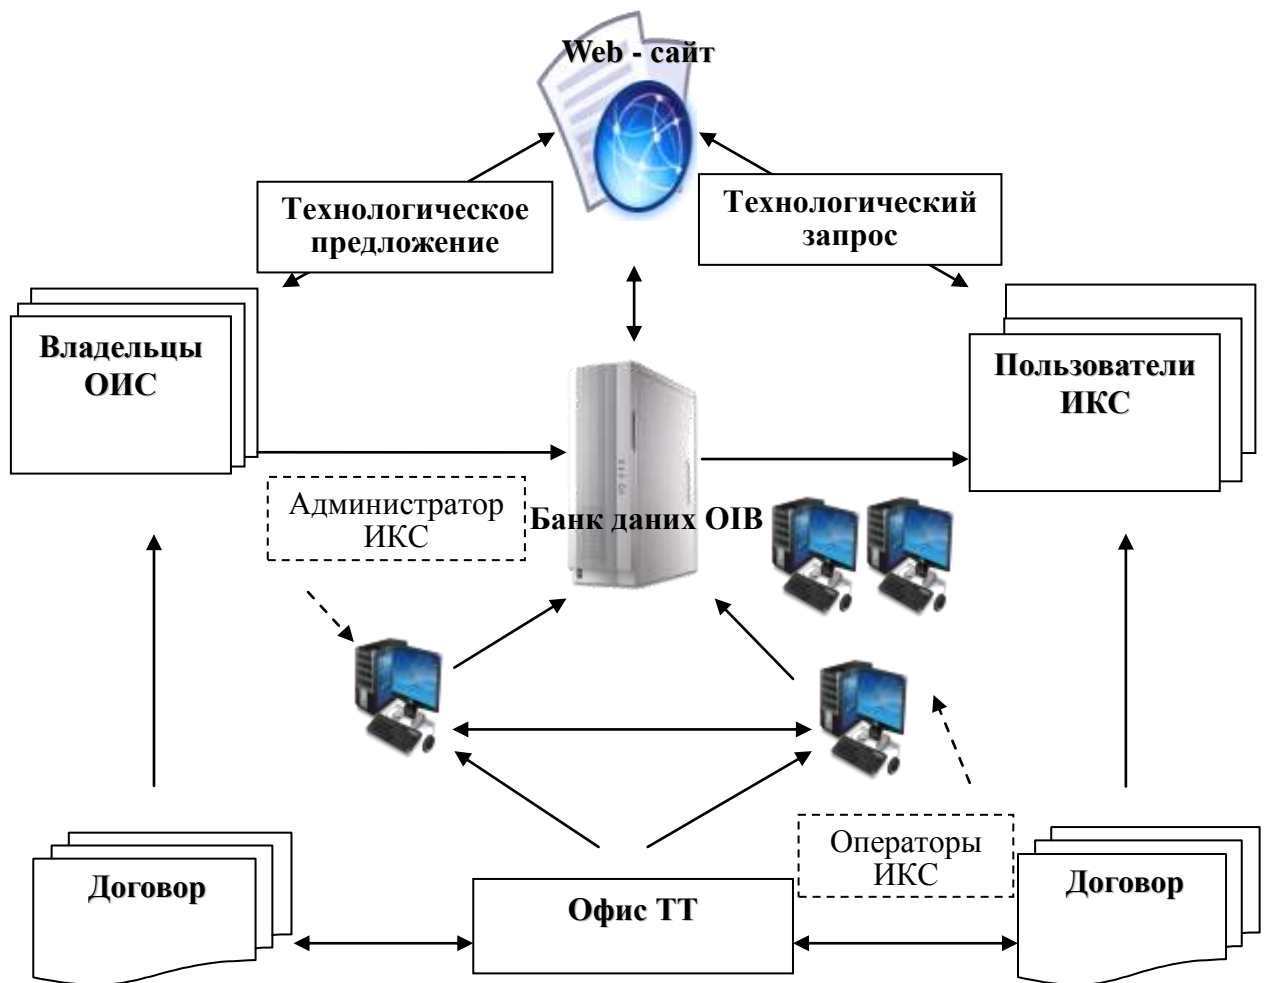 Web - сайт
Технологическое
предложение
Технологический
запрос
Владельцы
ОИС
Пользователи
ИКС
Администратор
ИКС
Банк даних ОІВ
Операторы
ИКС
Договор
Офис ТТ
Договор